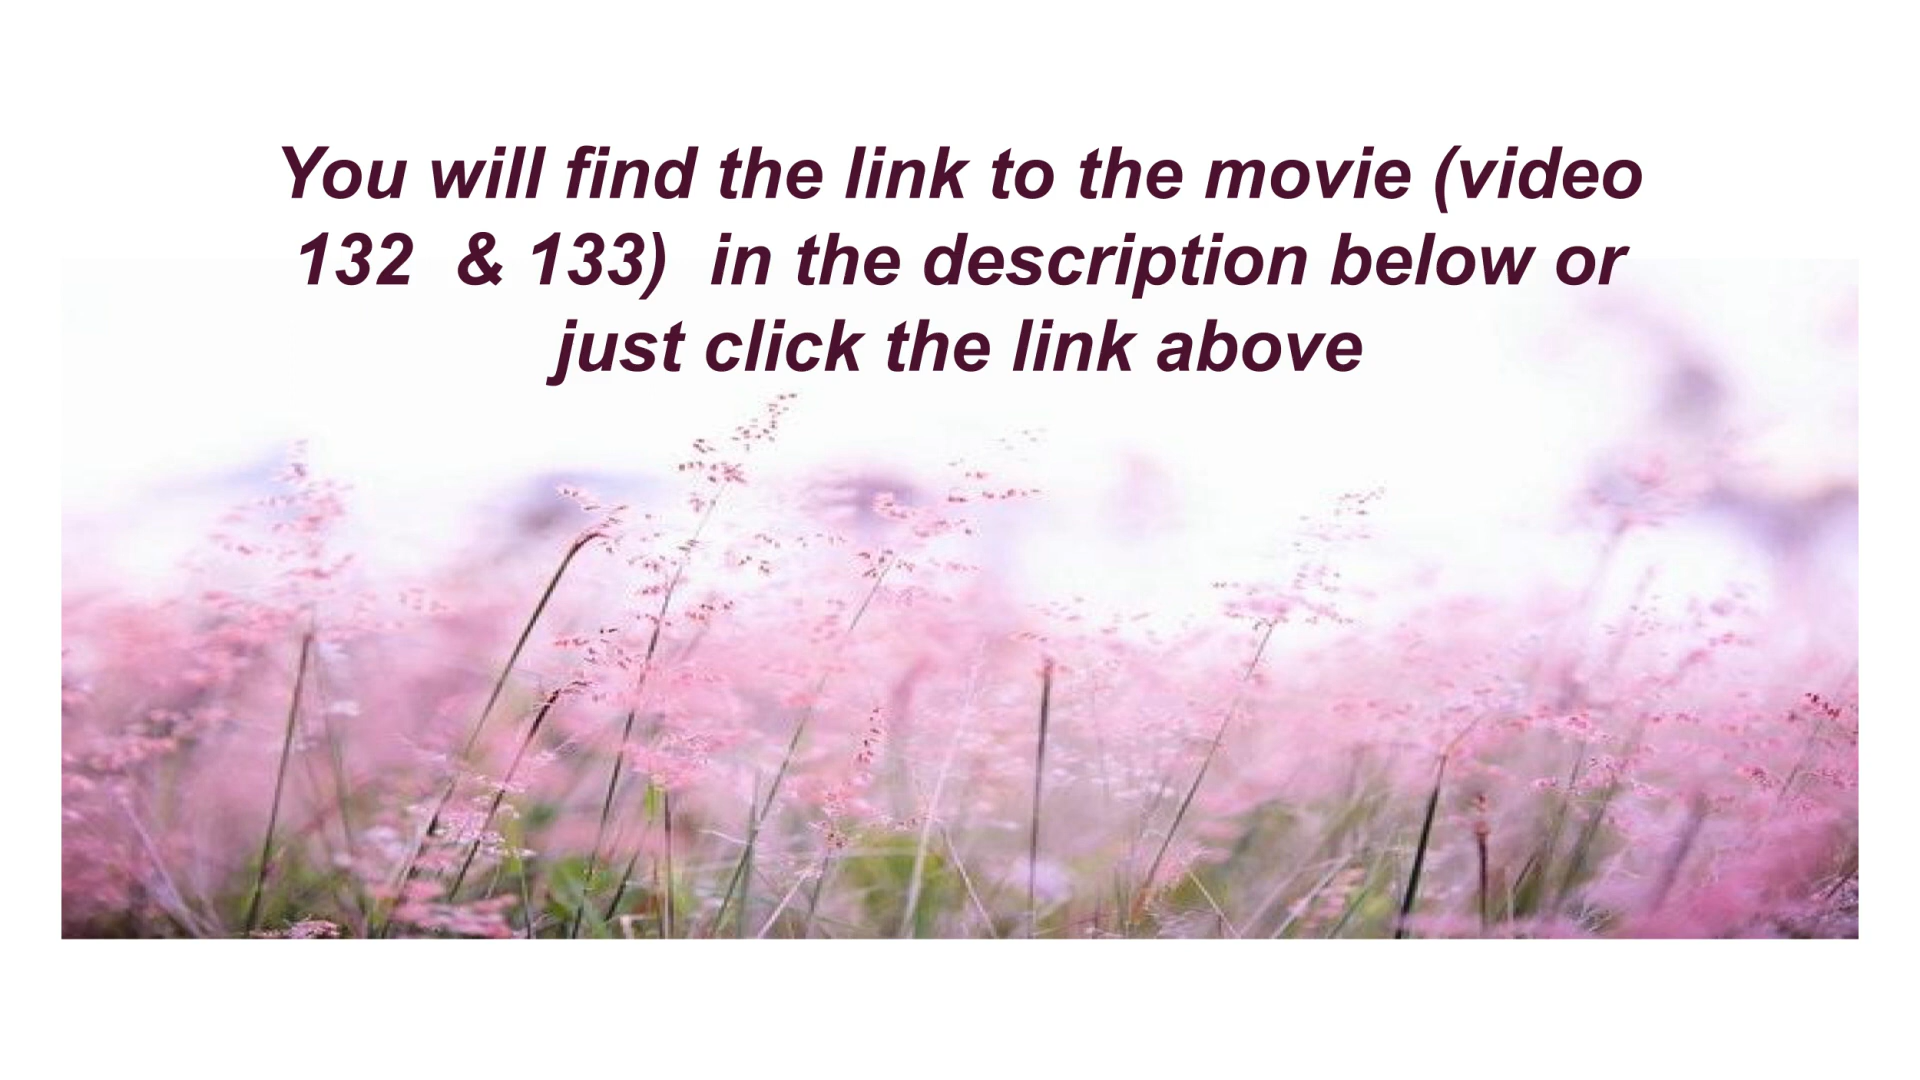 You will find the link to the movie (video
132  & 133)  in the description below or
just click the link above